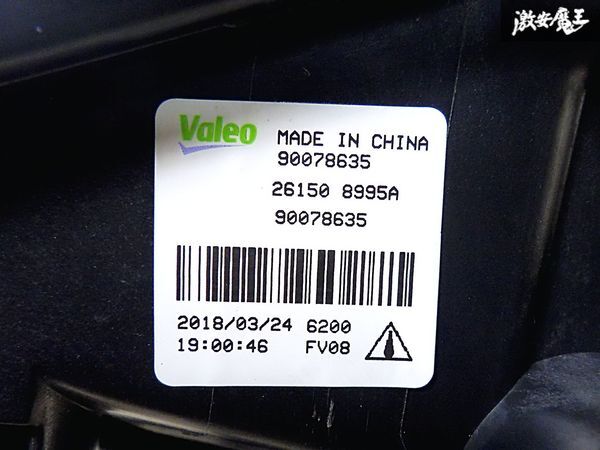 激安魔王
Valeo
MADE IN CHINA
90078635
26150 8995A
90078635
2018/03/24 6200
19:00:46 FV08